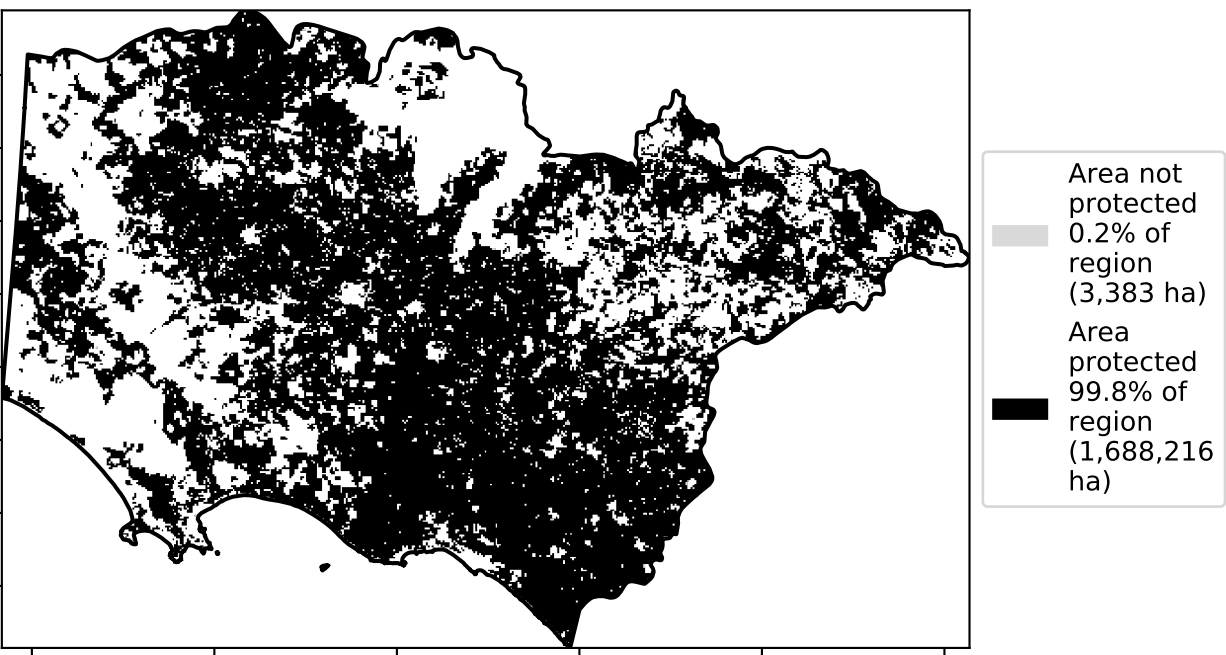 Area not
protected
0.2% of
region
(3,383 ha)
Area
protected
99.8% of
region
(1,688,216
ha)